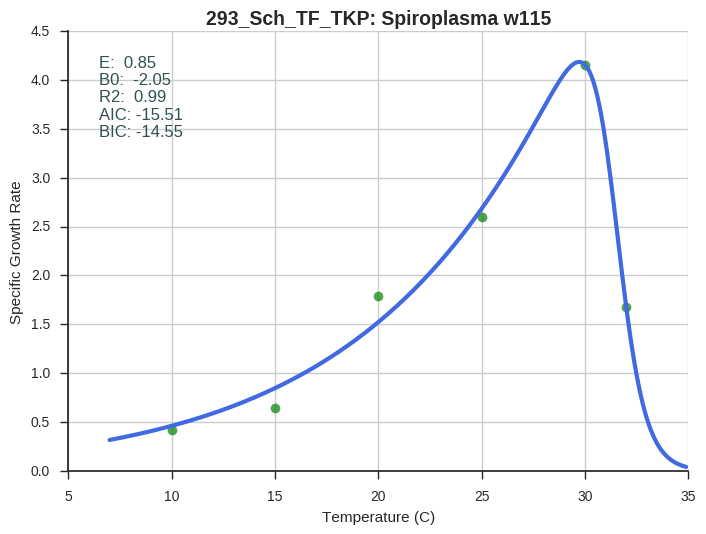 293_Sch_TF_TKP: Spiroplasma w115
E:  0.85
B0:  -2.05
R2:  0.99
AIC: -15.51
BIC: -14.55
Specific Growth Rate
4.5
4.0
3.5
3.0
2.5
2.0
1.5
1.0
0.5
0.0
5 10 15 20 25 30 35
Temperature (C)